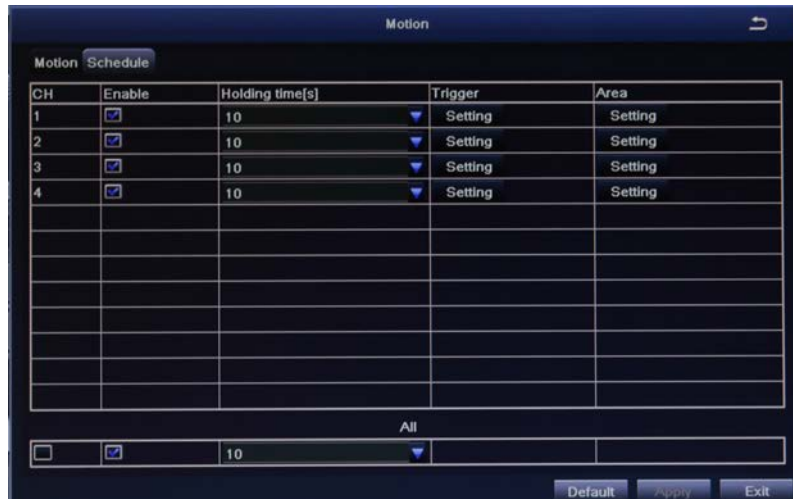 Motion
Motion Schedule
CH Enable Holding time[s] Trigger Area
1 10 Setting Setting
2 10 Setting Setting
3 10 Setting Setting
4 10 Setting Setting
All
10
Default Apply Exit